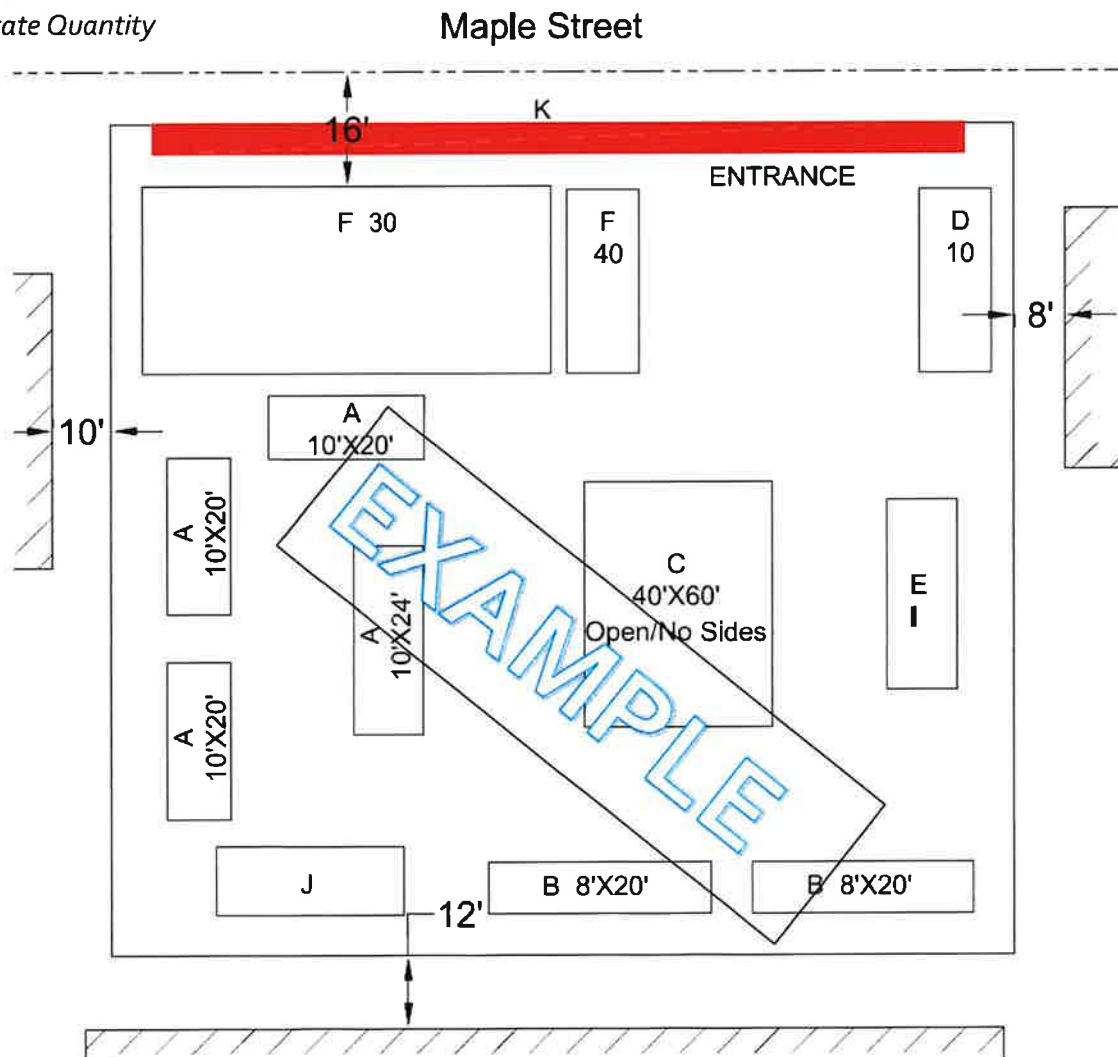 ate Quantity
Maple Street
K
16'
ENTRANCE
F 30
F
40
D
10
8'
10'
A
10'X20'
A
10'X20'
A
10'X24'
C
40'X60'
Open/No Sides
E
I
A
10'X20'
EXAMPLE
J
B 8'X20'
B 8'X20'
12'